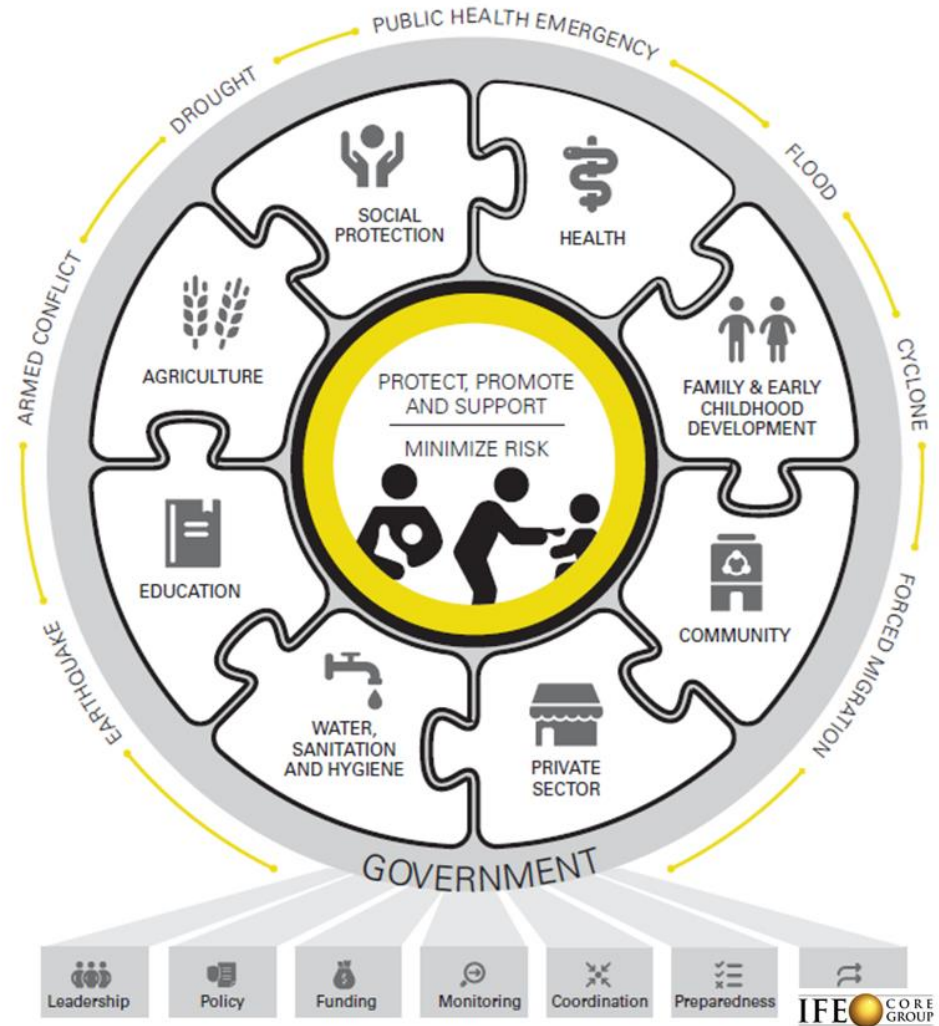 PUBLIC HEALTH EMERGENCY
DROUGHT
FLOOD
ARMED CONFLICT
CYCLONE
EARTHQUAKE
FORCED MIGRATION
SOCIAL
PROTECTION
HEALTH
AGRICULTURE
FAMILY & EARLY
CHILDHOOD
DEVELOPMENT
PROTECT, PROMOTE
AND SUPPORT
MINIMIZE RISK
EDUCATION
COMMUNITY
WATER,
SANITATION
AND HYGIENE
PRIVATE
SECTOR
GOVERNMENT
Leadership
Policy
Funding
Monitoring
Coordination
Preparedness
IFE CORE
GROUP